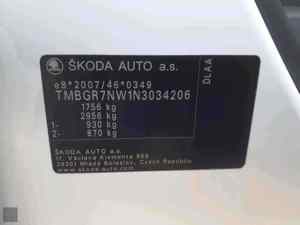 ŠKODA AUTO a.s.
e8*2007/46*0349
TMBGR7NW1N3034206
1756 kg
2956 kg
1- 930 kg
2- 870 kg
DLAA
ŠKODA AUTO a.s.
tř. Václava Klementa 869
29301 Mladá Boleslav, Czech Republic
www.skoda-auto.com